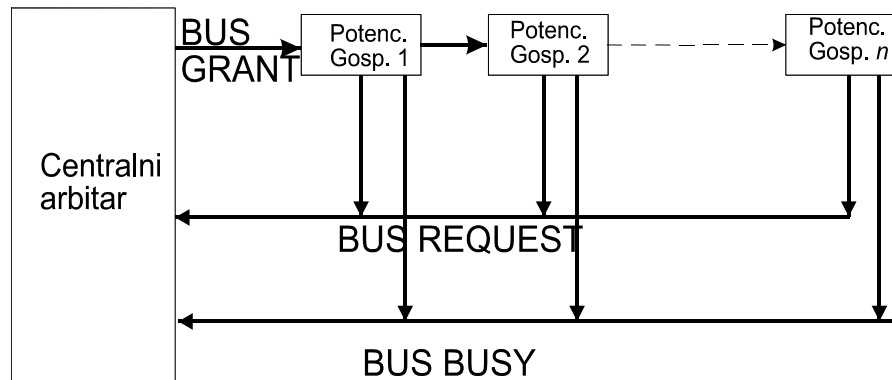 BUS
GRANT
Potenc.
Gosp. 1
Potenc.
Gosp. 2
Potenc.
Gosp. n
Centralni
arbitar
BUS REQUEST
BUS BUSY